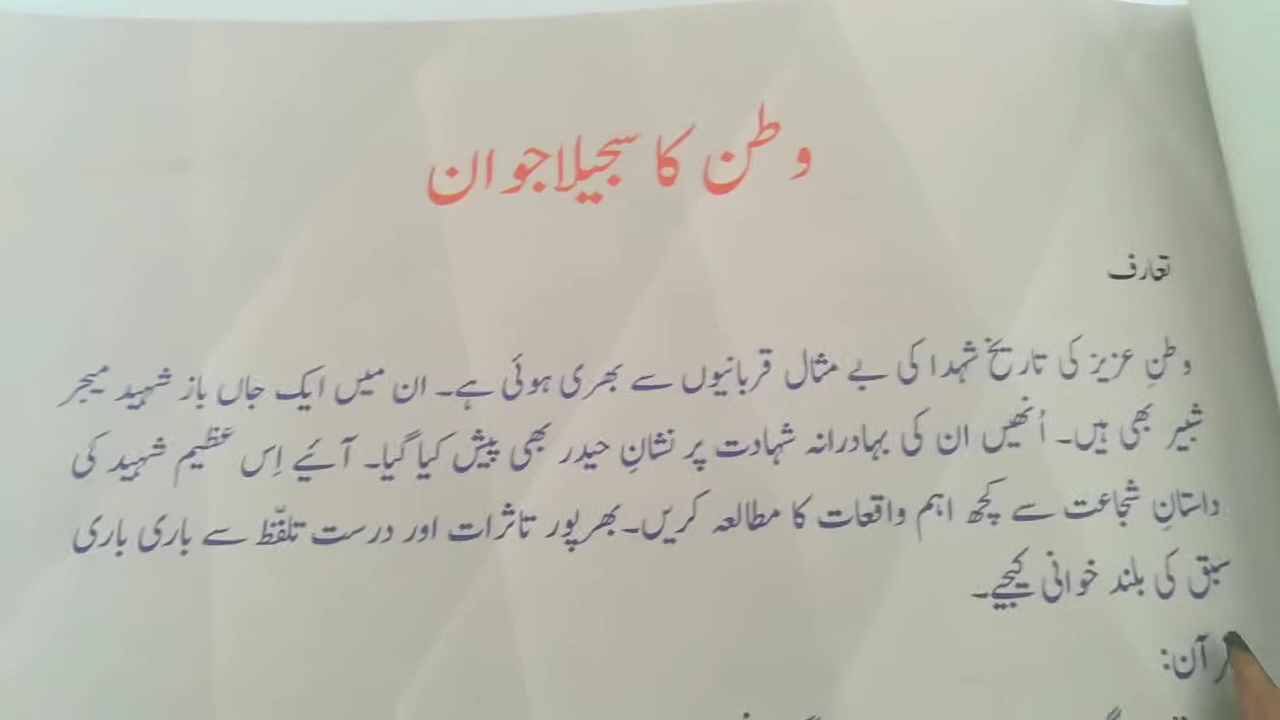 وطن کا سجیلا جوان
تعارف
وطنِ عزیز کی تاریخ شہدا کی بے مثال قربانیوں سے بھری ہوئی ہے۔ ان میں ایک جاں باز شہید میجر
شبیر بھی ہیں۔ اُنھیں ان کی بہادرانہ شہادت پر نشانِ حیدر بھی پیش کیا گیا۔ آئیے اِس عظیم شہید کی
داستانِ شجاعت سے کچھ اہم واقعات کا مطالعہ کریں۔ بھرپور تاثرات اور درست تلفّظ سے باری باری
سبق کی بلند خوانی کیجیے۔